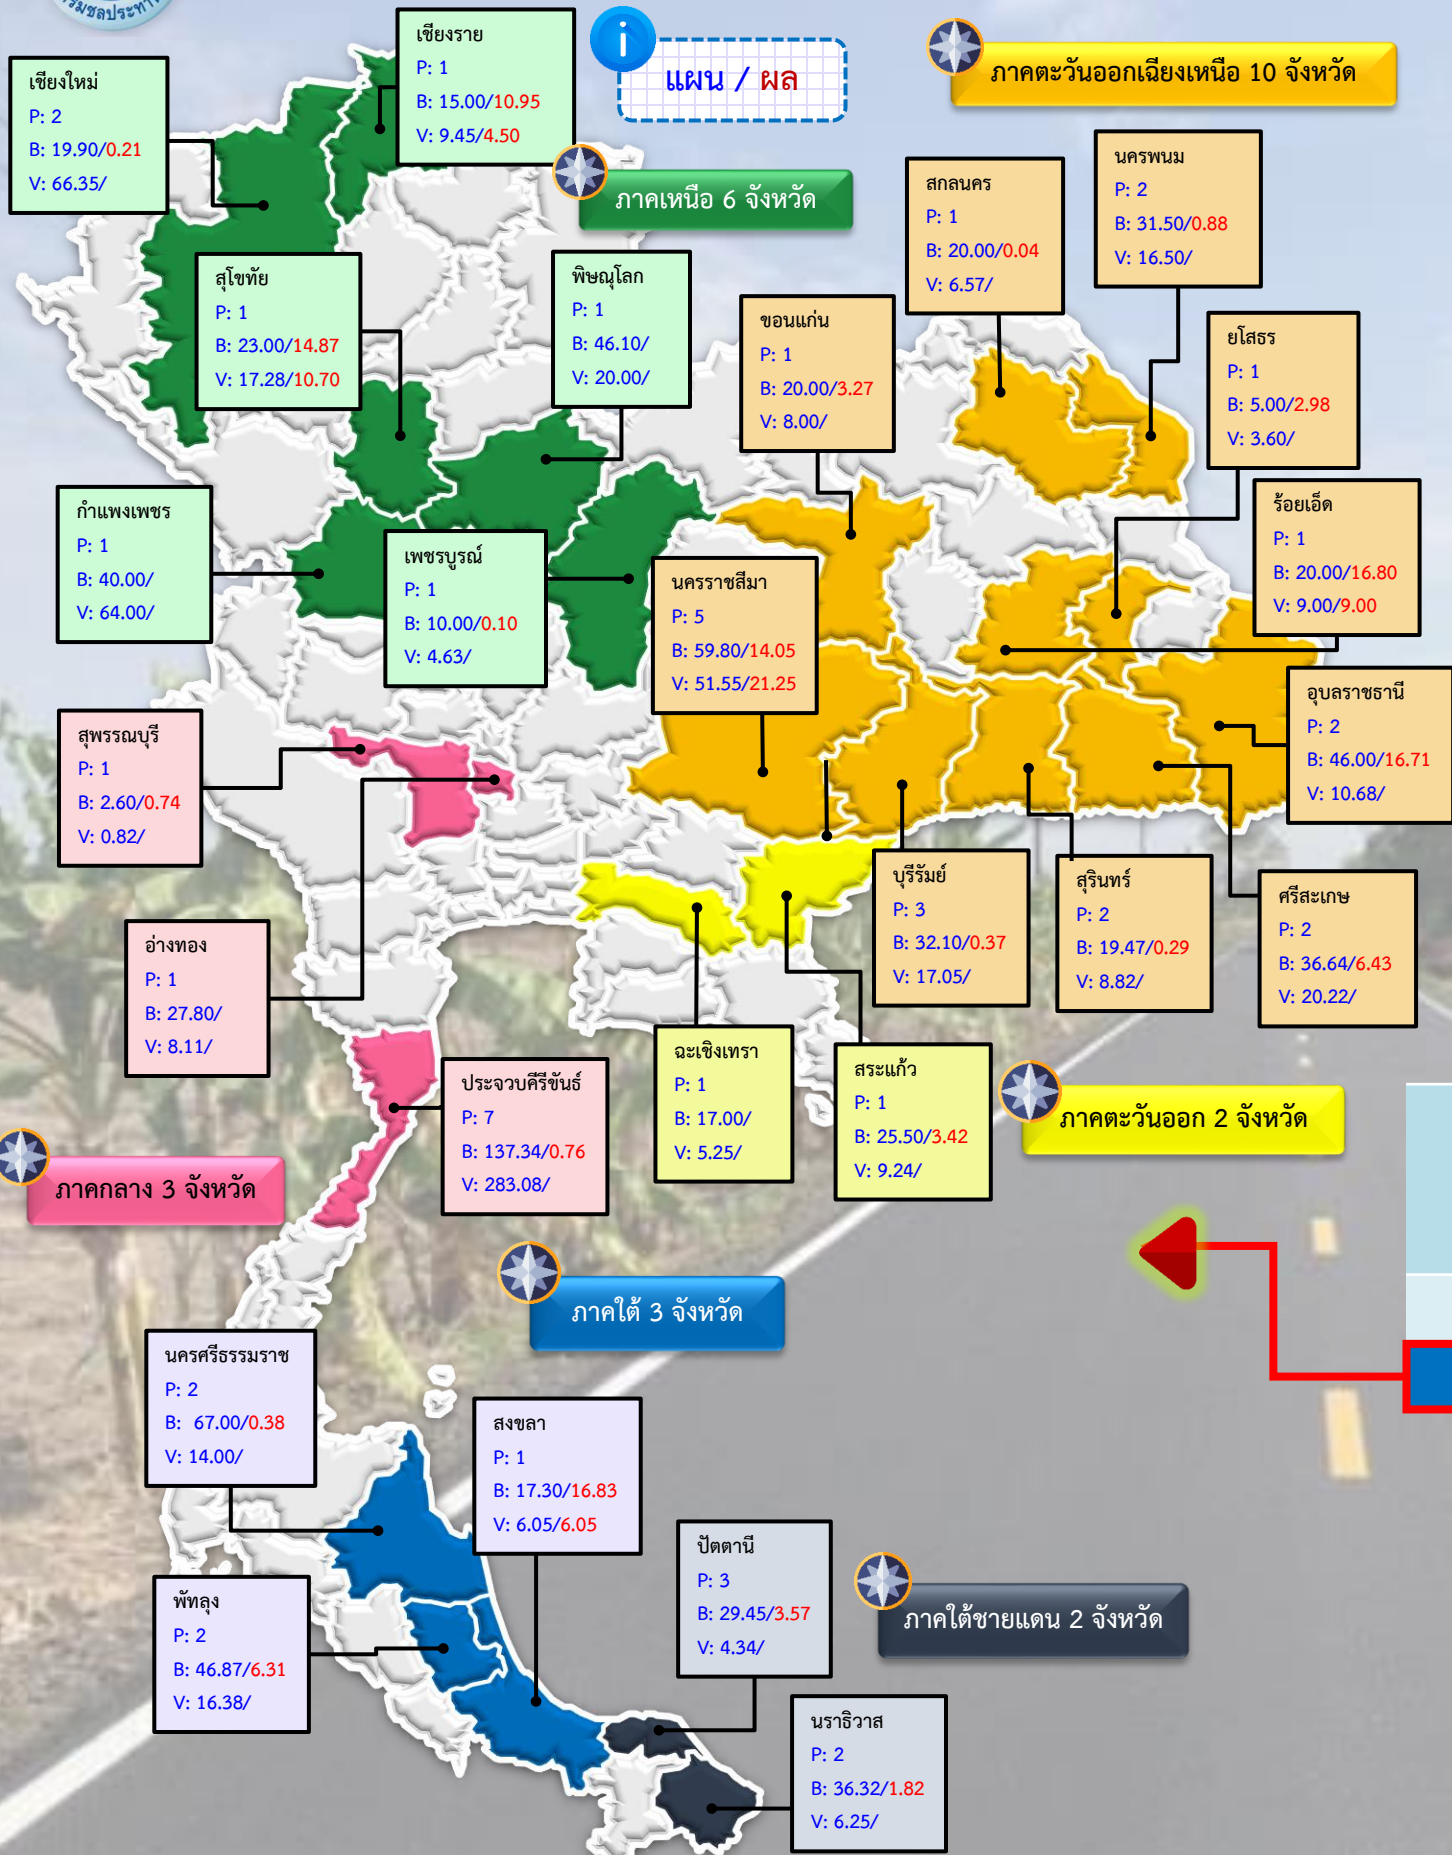 กรมชลประทาน
เชียงราย
P: 1
B: 15.00/10.95
V: 9.45/4.50
แผน / ผล
ภาคตะวันออกเฉียงเหนือ 10 จังหวัด
เชียงใหม่
P: 2
B: 19.90/0.21
V: 66.35/
ภาคเหนือ 6 จังหวัด
นครพนม
P: 2
B: 31.50/0.88
V: 16.50/
สกลนคร
P: 1
B: 20.00/0.04
V: 6.57/
สุโขทัย
P: 1
B: 23.00/14.87
V: 17.28/10.70
พิษณุโลก
P: 1
B: 46.10/
V: 20.00/
ขอนแก่น
P: 1
B: 20.00/3.27
V: 8.00/
ยโสธร
P: 1
B: 5.00/2.98
V: 3.60/
กำแพงเพชร
P: 1
B: 40.00/
V: 64.00/
เพชรบูรณ์
P: 1
B: 10.00/0.10
V: 4.63/
นครราชสีมา
P: 5
B: 59.80/14.05
V: 51.55/21.25
ร้อยเอ็ด
P: 1
B: 20.00/16.80
V: 9.00/9.00
อุบลราชธานี
P: 2
B: 46.00/16.71
V: 10.68/
สุพรรณบุรี
P: 1
B: 2.60/0.74
V: 0.82/
บุรีรัมย์
P: 3
B: 32.10/0.37
V: 17.05/
สุรินทร์
P: 2
B: 19.47/0.29
V: 8.82/
ศรีสะเกษ
P: 2
B: 36.64/6.43
V: 20.22/
อ่างทอง
P: 1
B: 27.80/
V: 8.11/
ฉะเชิงเทรา
P: 1
B: 17.00/
V: 5.25/
สระแก้ว
P: 1
B: 25.50/3.42
V: 9.24/
ภาคตะวันออก 2 จังหวัด
ประจวบคีรีขันธ์
P: 7
B: 137.34/0.76
V: 283.08/
ภาคกลาง 3 จังหวัด
ภาคใต้ 3 จังหวัด
นครศรีธรรมราช
P: 2
B: 67.00/0.38
V: 14.00/
สงขลา
P: 1
B: 17.30/16.83
V: 6.05/6.05
ปัตตานี
P: 3
B: 29.45/3.57
V: 4.34/
ภาคใต้ชายแดน 2 จังหวัด
พัทลุง
P: 2
B: 46.87/6.31
V: 16.38/
นราธิวาส
P: 2
B: 36.32/1.82
V: 6.25/